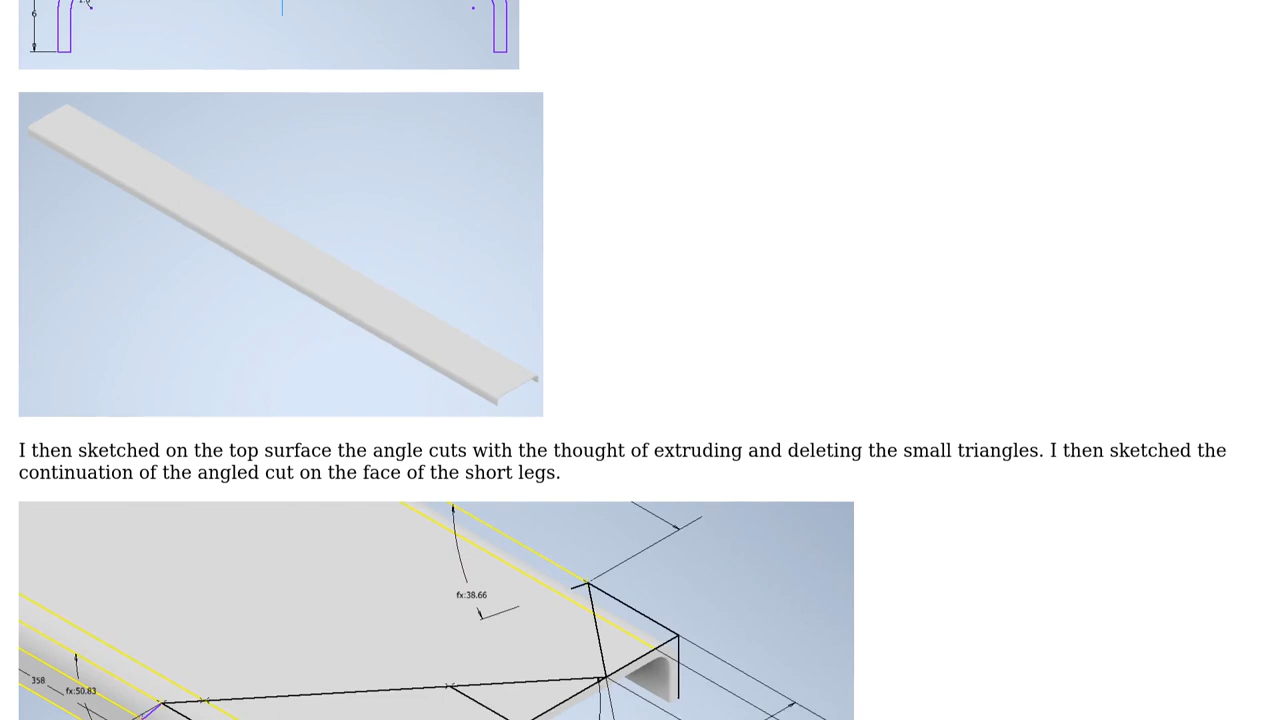 6
I then sketched on the top surface the angle cuts with the thought of extruding and deleting the small triangles. I then sketched the
continuation of the angled cut on the face of the short legs.
fx:38.66
358
fx:50.83